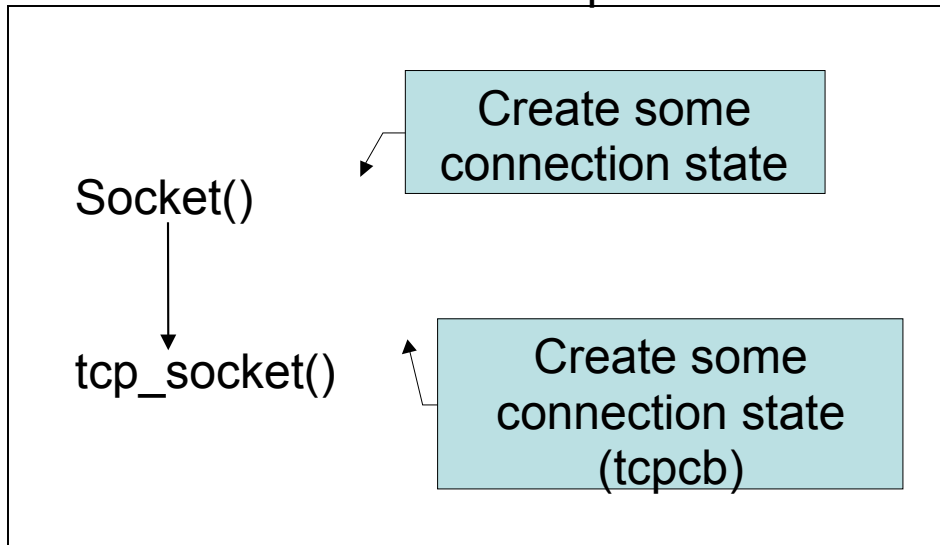 Create some
connection state
Socket()
tcp_socket()
Create some
connection state
(tcpcb)